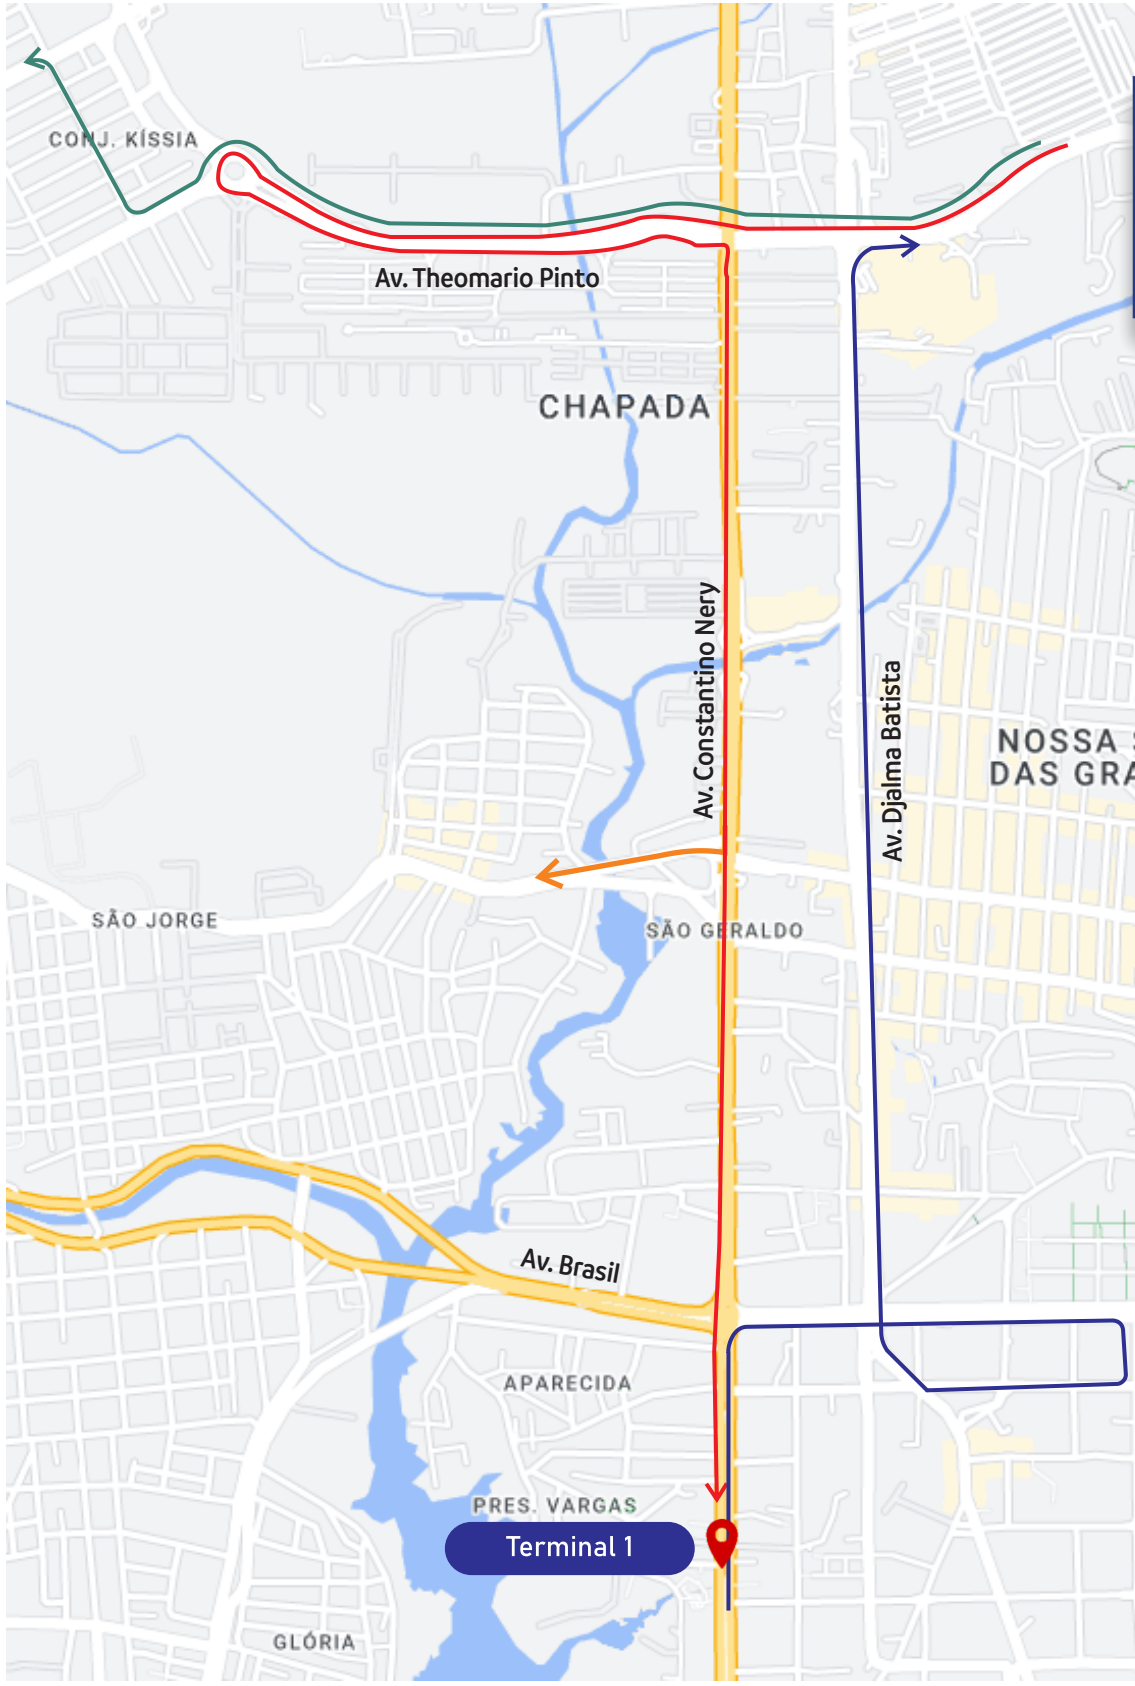 CONJ. KÍSSIA
Av. Theomario Pinto
CHAPADA
Av. Constantino Nery
Av. Djalma Batista
NOSSA
DAS GRA
SÃO JORGE
SÃO GERALDO
Av. Brasil
APARECIDA
PRES. VARGAS
Terminal 1
GLÓRIA